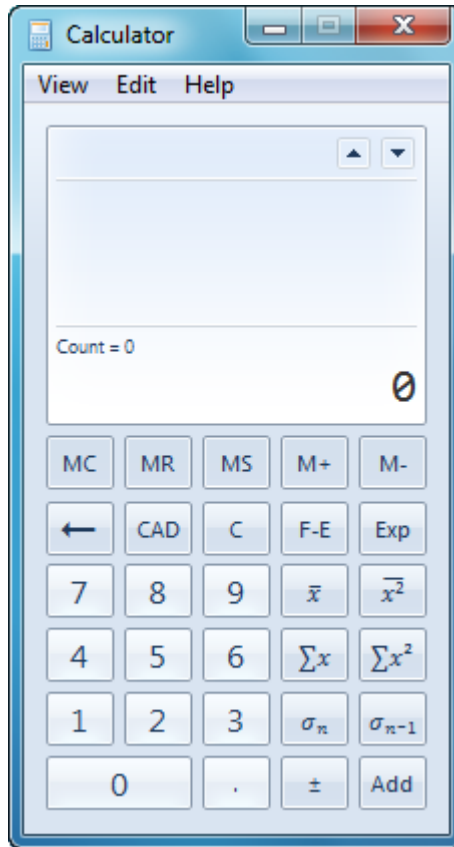 Calculator
View Edit Help
Count = 0
0
MC MR MS M+ M-
← CAD C F-E Exp
7 8 9 x̅ x̅²
4 5 6 ∑x ∑x²
1 2 3 σₙ σₙ₋₁
0 . ± Add